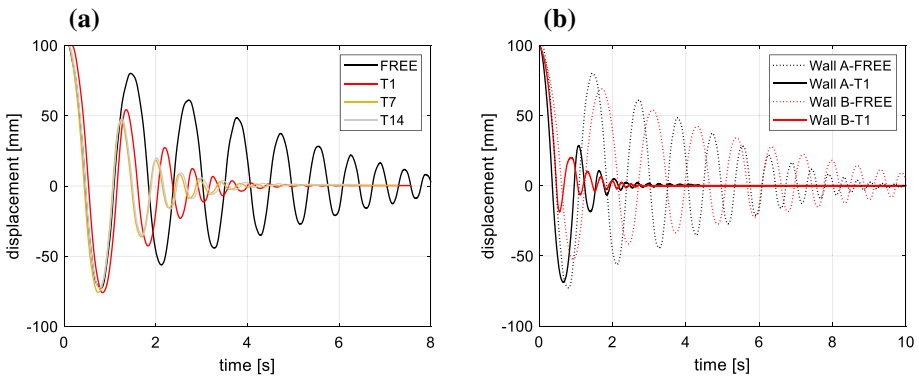 (a)
100
50
0
-50
-100
displacement [mm]
0
2
4
6
8
time [s]
FREE
T1
T7
T14
(b)
100
50
0
-50
-100
displacement [mm]
0
2
4
6
8
10
time [s]
Wall A-FREE
Wall A-T1
Wall B-FREE
Wall B-T1